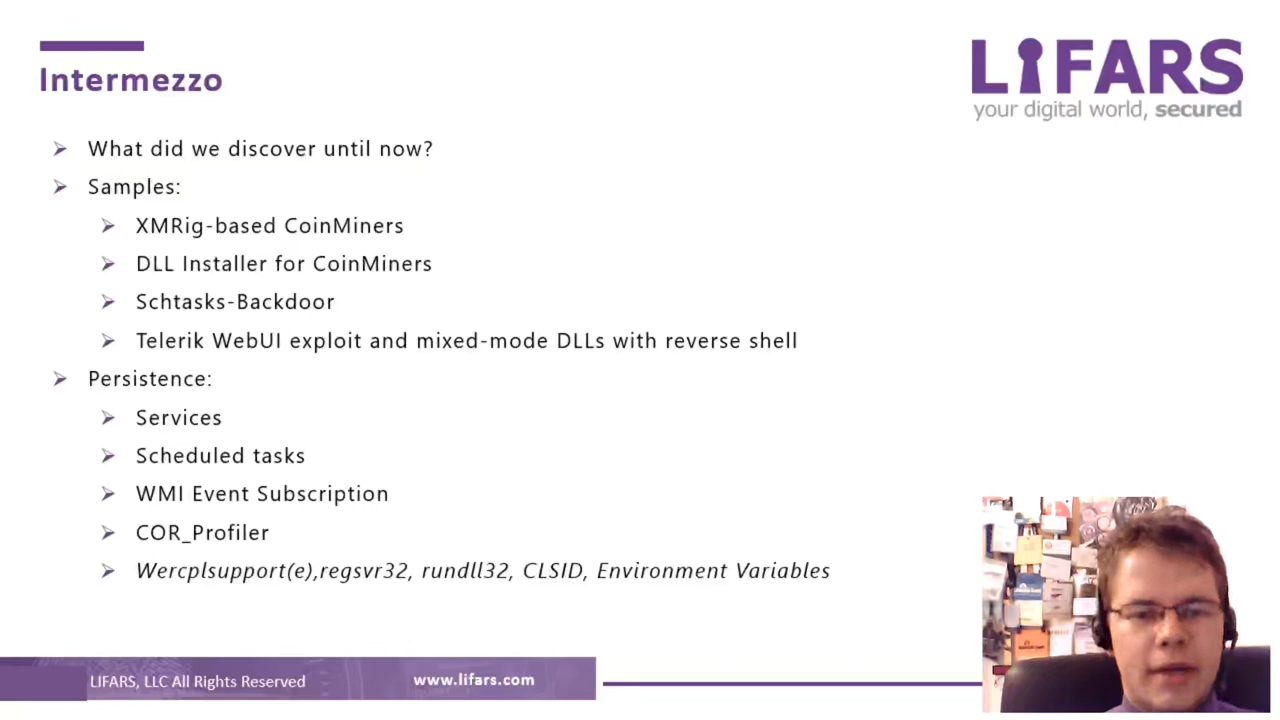 Intermezzo
LIFARS
your digital world, secured
What did we discover until now?
Samples:
XMRig-based CoinMiners
DLL Installer for CoinMiners
Schtasks-Backdoor
Telerik WebUI exploit and mixed-mode DLLs with reverse shell
Persistence:
Services
Scheduled tasks
WMI Event Subscription
COR_Profiler
Wercplsupport(e),regsvr32, rundll32, CLSID, Environment Variables
LIFARS, LLC All Rights Reserved
www.lifars.com